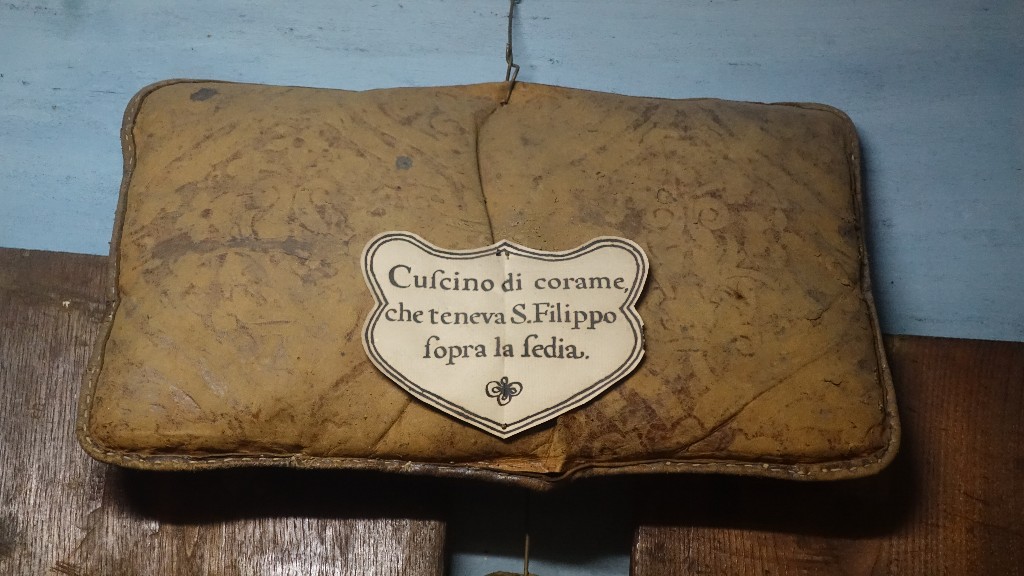 Cuſcino di corame,
che teneva S. Filippo
ſopra la ſedia.